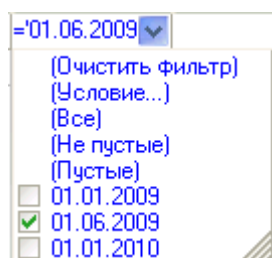 ='01.06.2009
(Очистить фильтр)
(Условие...)
(Все)
(Не пустые)
(Пустые)
01.01.2009
01.06.2009
01.01.2010